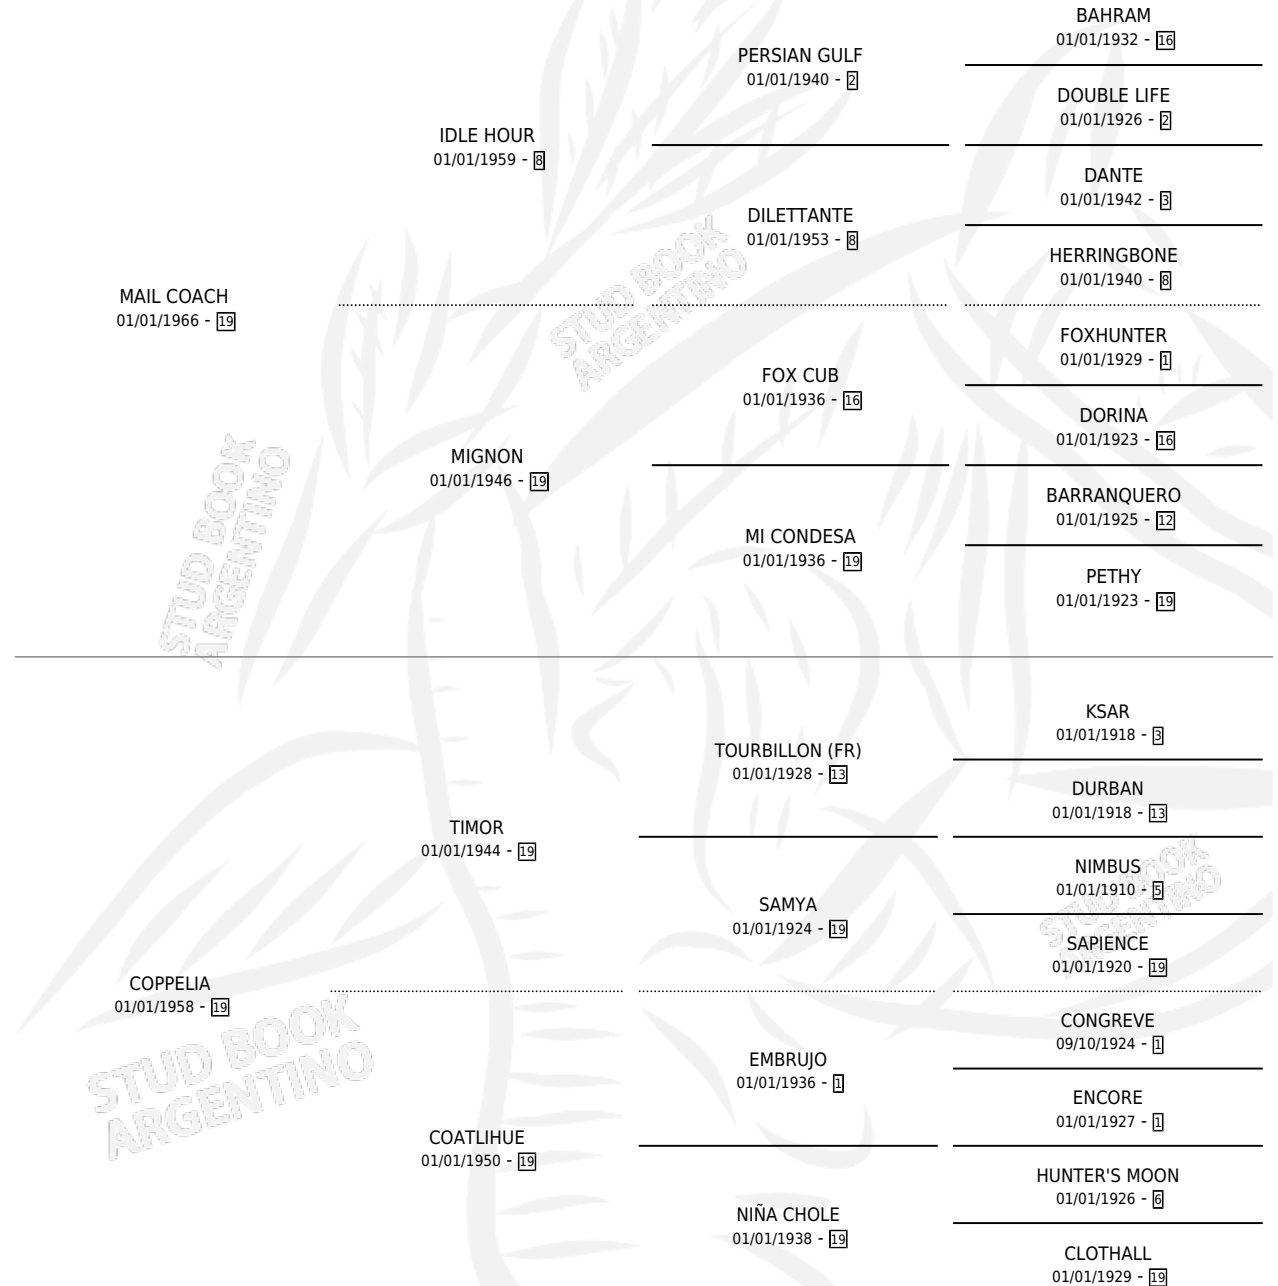 BAHRAM
01/01/1932 - 16
PERSIAN GULF
01/01/1940 - 2
DOUBLE LIFE
01/01/1926 - 2
IDLE HOUR
01/01/1959 - 8
DANTE
01/01/1942 - 3
DILETTANTE
01/01/1953 - 8
HERRINGBONE
01/01/1940 - 8
MAIL COACH
01/01/1966 - 19
STUD BOOK
ARGENTINO
FOXHUNTER
01/01/1929 - 1
FOX CUB
01/01/1936 - 16
DORINA
01/01/1923 - 16
MIGNON
01/01/1946 - 19
BARRANQUERO
01/01/1925 - 12
MI CONDESA
01/01/1936 - 19
PETHY
01/01/1923 - 19
STUD BOOK
ARGENTINO
KSAR
01/01/1918 - 3
TOURBILLON (FR)
01/01/1928 - 13
DURBAN
01/01/1918 - 13
TIMOR
01/01/1944 - 19
NIMBUS
01/01/1910 - 5
SAMYA
01/01/1924 - 19
SAPIENCE
01/01/1920 - 19
STUD BOOK
ARGENTINO
COPPELIA
01/01/1958 - 19
STUD BOOK
ARGENTINO
CONGREVE
09/10/1924 - 1
EMBRUJO
01/01/1936 - 1
ENCORE
01/01/1927 - 1
COATLIHUE
01/01/1950 - 19
HUNTER'S MOON
01/01/1926 - 6
NIÑA CHOLE
01/01/1938 - 19
CLOTHALL
01/01/1929 - 19